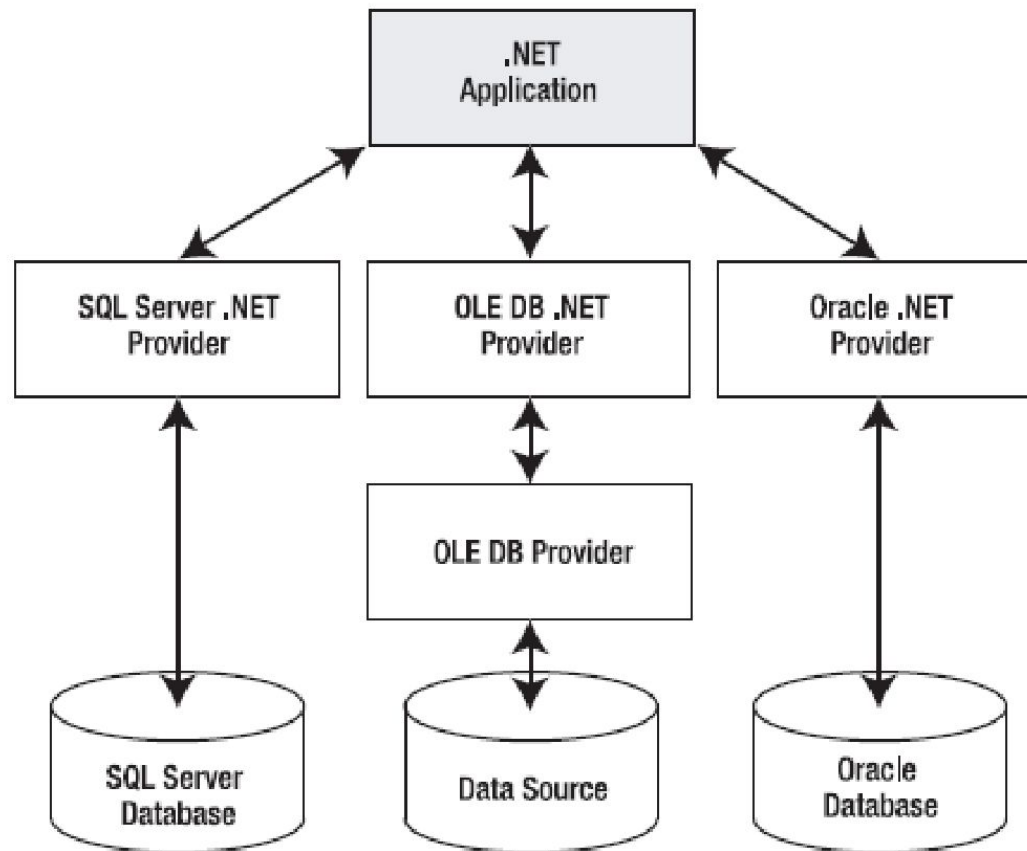 .NET
Application
SQL Server .NET
Provider
OLE DB .NET
Provider
Oracle .NET
Provider
OLE DB Provider
SQL Server
Database
Data Source
Oracle
Database